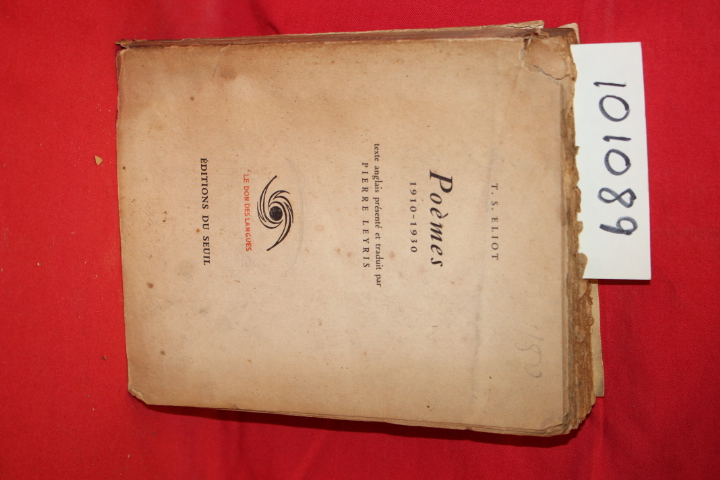 T. S. ELIOT
Poèmes
1910-1930
texte anglais présenté et traduit par
PIERRE LEYRIS
LE DON DES LANGUES
ÉDITIONS DU SEUIL
101089